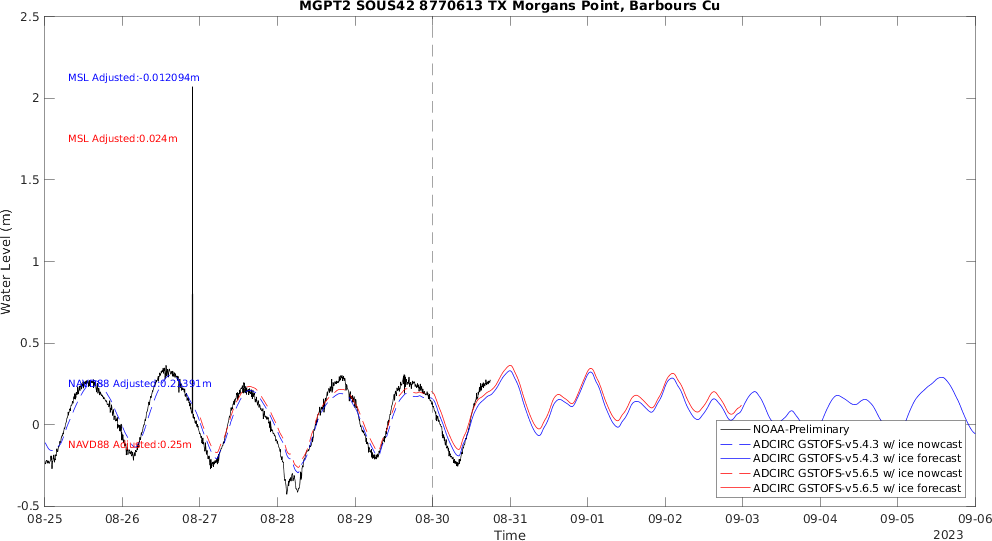 MGPT2 SOUS42 8770613 TX Morgans Point, Barbours Cu
2.5
2
1.5
1
0.5
0
-0.5
Water Level (m)
MSL Adjusted:-0.012094m
MSL Adjusted:0.024m
NAVD88 Adjusted:
NAVD88 Adjusted:0.25m
NOAA-Preliminary
ADCIRC GSTOFS-v5.4.3 w/ ice nowcast
ADCIRC GSTOFS-v5.4.3 w/ ice forecast
ADCIRC GSTOFS-v5.6.5 w/ ice nowcast
ADCIRC GSTOFS-v5.6.5 w/ ice forecast
08-25 08-26 08-27 08-28 08-29 08-30 08-31 09-01 09-02 09-03 09-04 09-05 09-06
Time
2023